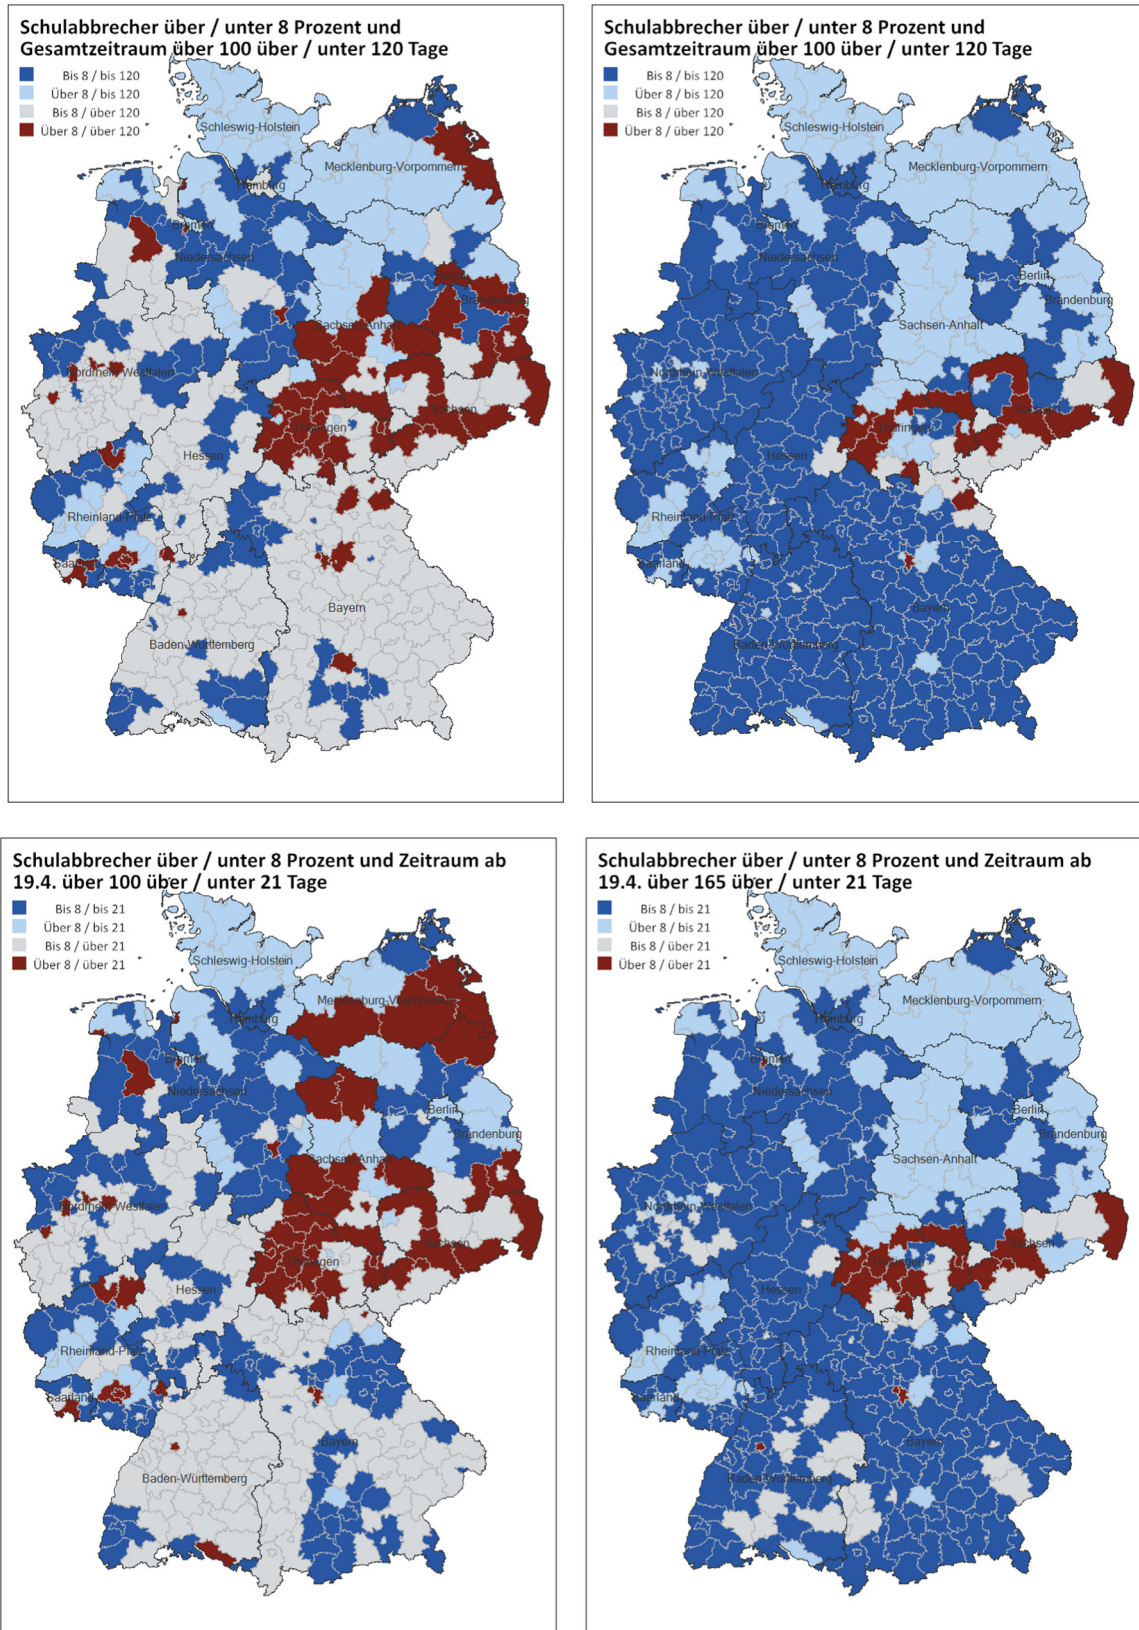 Schulabbrecher über / unter 8 Prozent und
Gesamtzeitraum über 100 über / unter 120 Tage
Bis 8 / bis 120
Über 8 / bis 120
Bis 8 / über 120
Über 8 / über 120
Schleswig-Holstein
Mecklenburg-Vorpommern
Hamburg
Bremen
Niedersachsen
Berlin
Brandenburg
Sachsen-Anhalt
Nordrhein-Westfalen
Sachsen
Thüringen
Hessen
Rheinland-Pfalz
Saarland
Bayern
Baden-Württemberg
Schulabbrecher über / unter 8 Prozent und
Gesamtzeitraum über 100 über / unter 120 Tage
Bis 8 / bis 120
Über 8 / bis 120
Bis 8 / über 120
Über 8 / über 120
Schleswig-Holstein
Mecklenburg-Vorpommern
Hamburg
Bremen
Niedersachsen
Berlin
Brandenburg
Sachsen-Anhalt
Nordrhein-Westfalen
Sachsen
Thüringen
Hessen
Rheinland-Pfalz
Saarland
Bayern
Baden-Württemberg
Schulabbrecher über / unter 8 Prozent und Zeitraum ab
19.4. über 100 über / unter 21 Tage
Bis 8 / bis 21
Über 8 / bis 21
Bis 8 / über 21
Über 8 / über 21
Schleswig-Holstein
Mecklenburg-Vorpommern
Hamburg
Bremen
Niedersachsen
Berlin
Brandenburg
Sachsen-Anhalt
Nordrhein-Westfalen
Sachsen
Thüringen
Hessen
Rheinland-Pfalz
Saarland
Bayern
Baden-Württemberg
Schulabbrecher über / unter 8 Prozent und Zeitraum ab
19.4. über 165 über / unter 21 Tage
Bis 8 / bis 21
Über 8 / bis 21
Bis 8 / über 21
Über 8 / über 21
Schleswig-Holstein
Mecklenburg-Vorpommern
Hamburg
Bremen
Niedersachsen
Berlin
Brandenburg
Sachsen-Anhalt
Nordrhein-Westfalen
Sachsen
Thüringen
Hessen
Rheinland-Pfalz
Saarland
Bayern
Baden-Württemberg